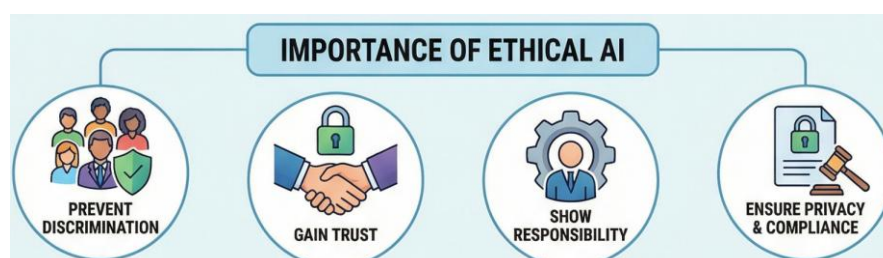 IMPORTANCE OF ETHICAL AI
PREVENT
DISCRIMINATION
GAIN TRUST
SHOW
RESPONSIBILITY
ENSURE PRIVACY
& COMPLIANCE